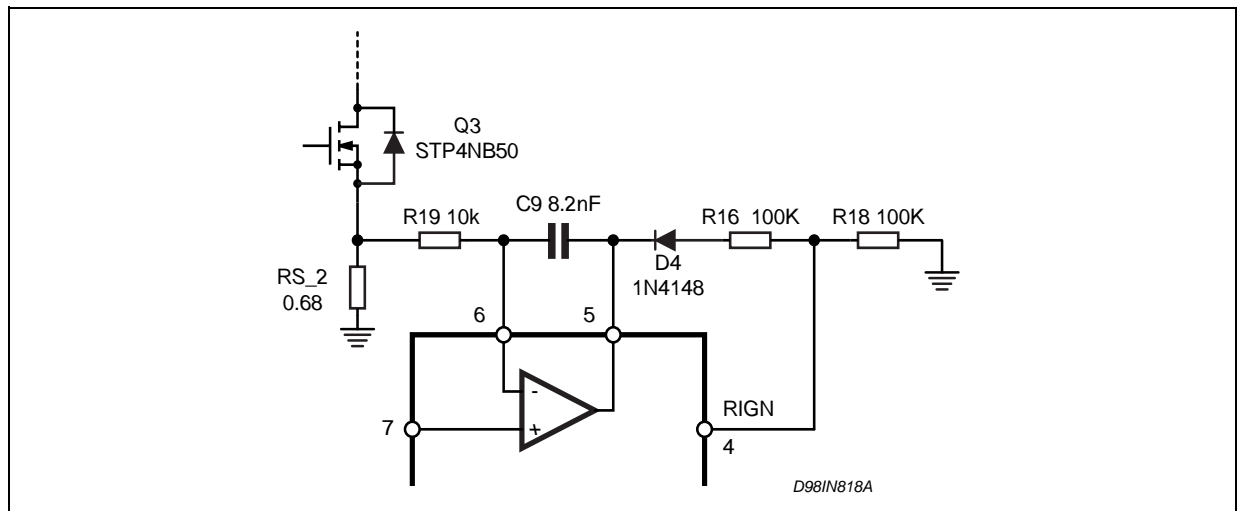 Q3
STP4NB50
R19 10k
C9 8.2nF
R16 100K
R18 100K
D4
1N4148
RS_2
0.68
6
5
-
+
7
RIGN
4
D98IN818A